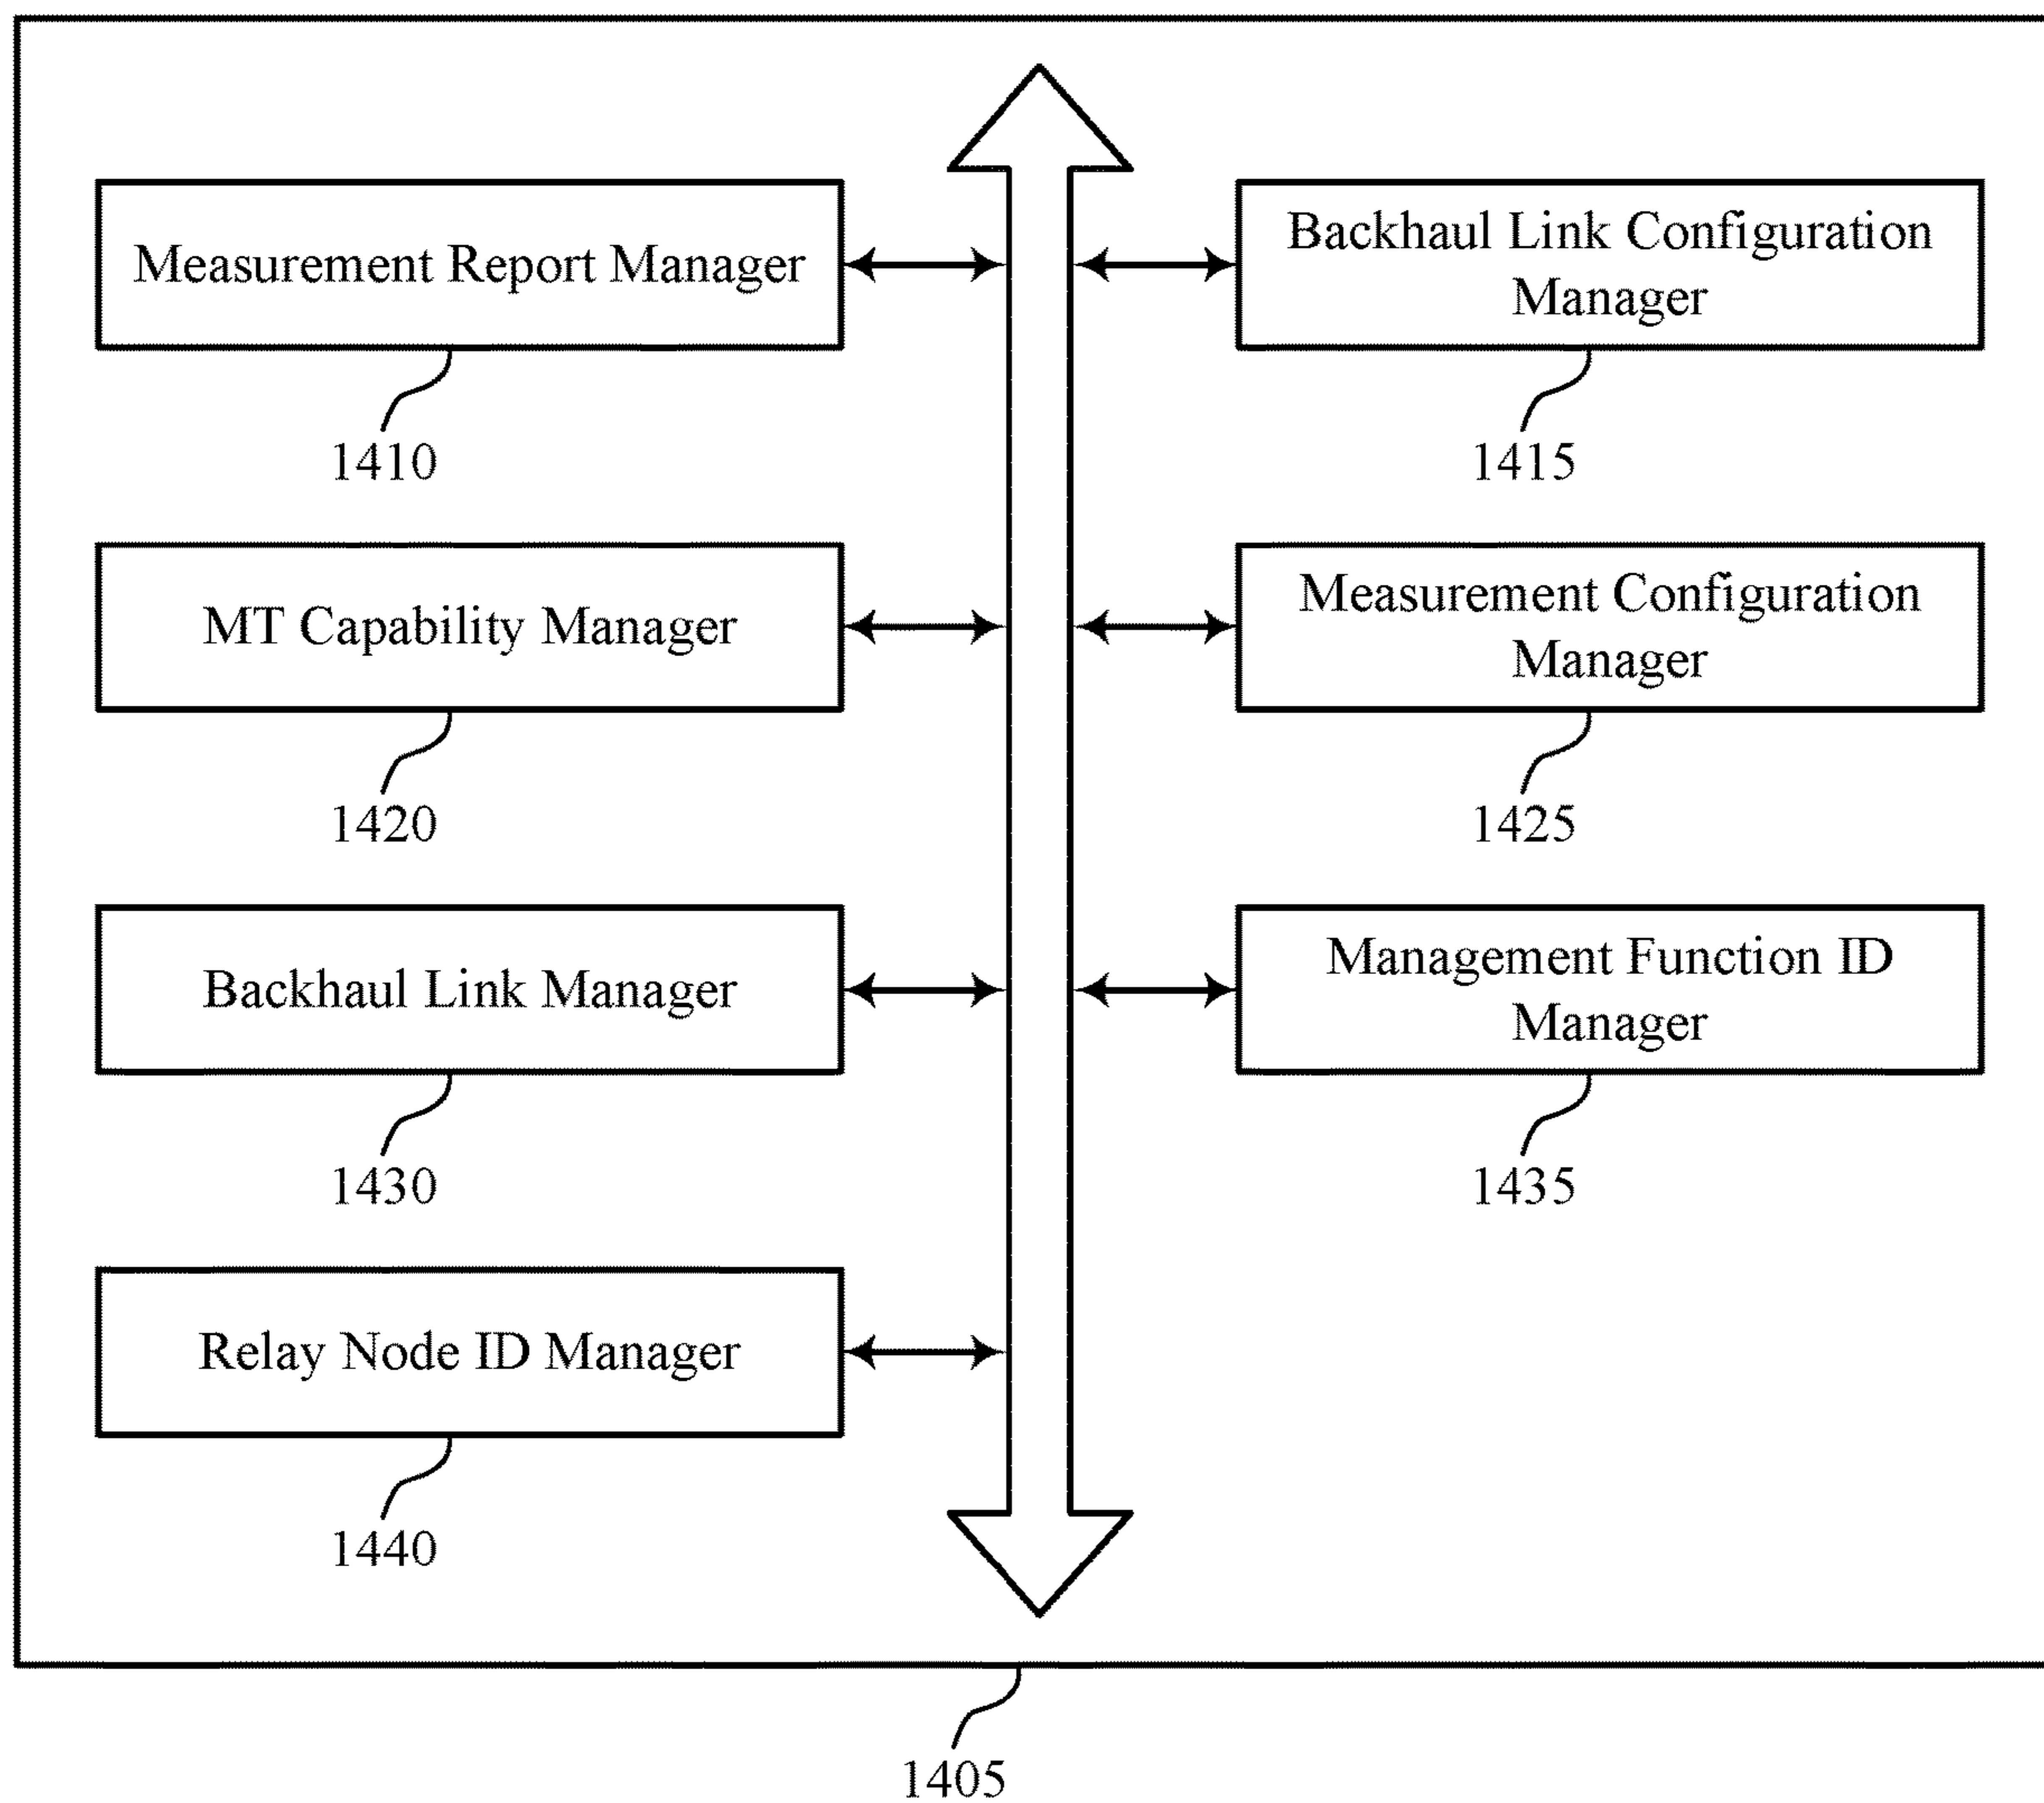 Measurement Report Manager
1410
Backhaul Link Configuration
Manager
1415
MT Capability Manager
1420
Measurement Configuration
Manager
1425
Backhaul Link Manager
1430
Management Function ID
Manager
1435
Relay Node ID Manager
1440
1405